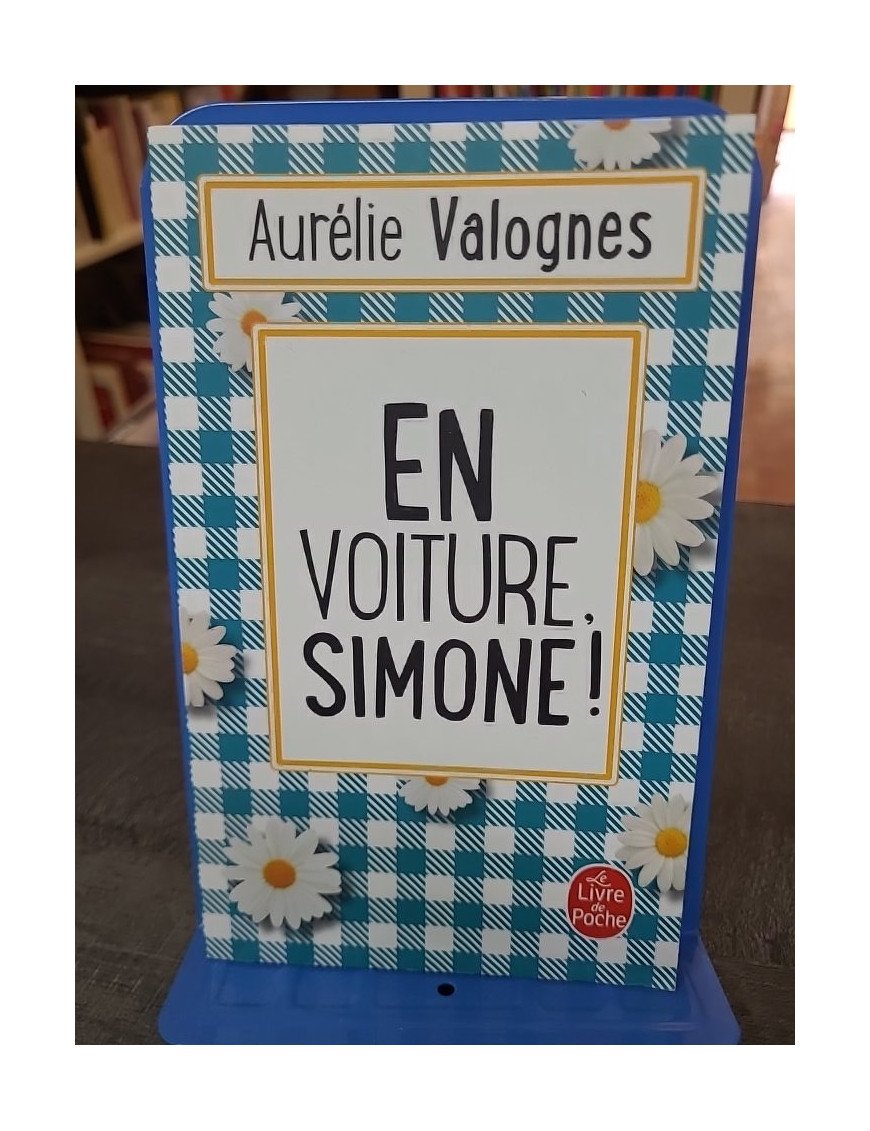 Aurélie Valognes
EN
VOITURE,
SIMONE!
Le
Livre
de
Poche